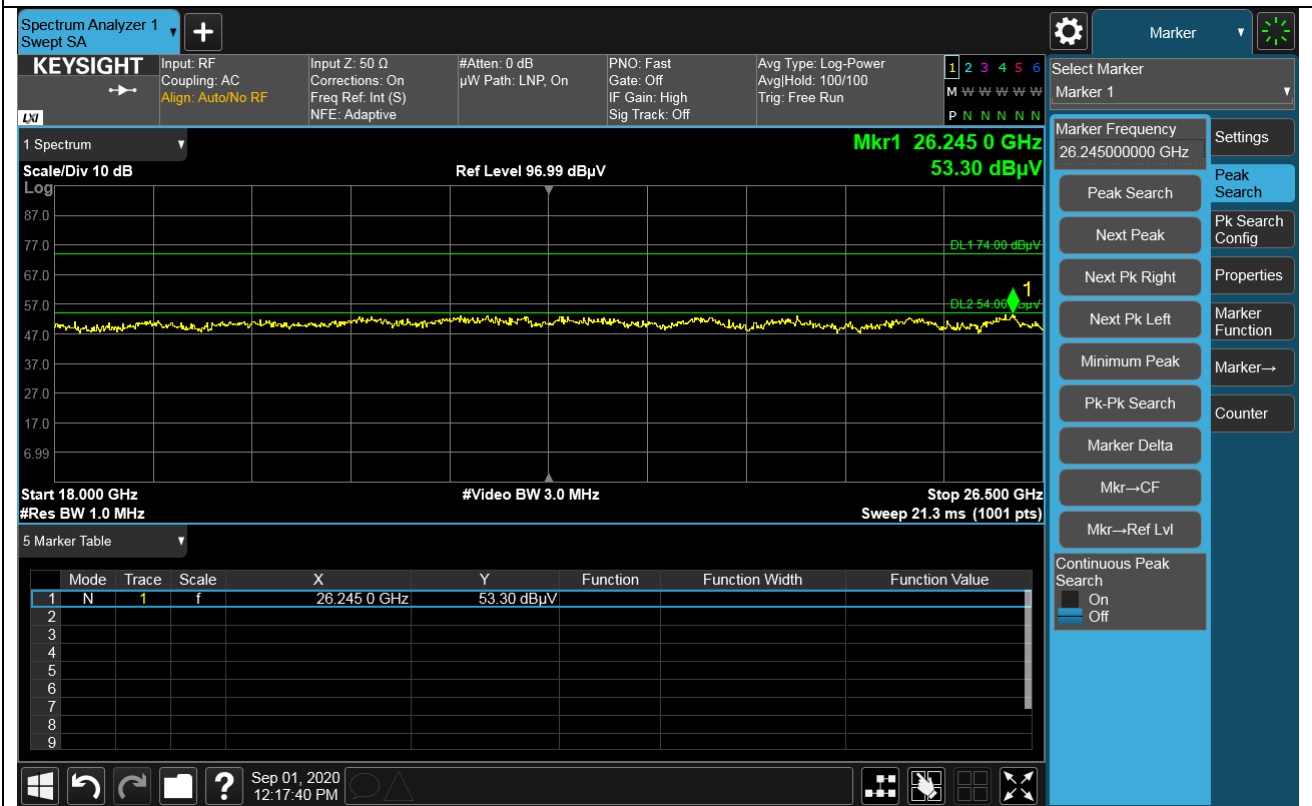 Spectrum Analyzer 1
Swept SA
Marker
KEYSIGHT
LXI
Input: RF
Coupling: AC
Align: Auto/No RF
Input Z: 50 Ω
Corrections: On
Freq Ref: Int (S)
NFE: Adaptive
#Atten: 0 dB
µW Path: LNP, On
PNO: Fast
Gate: Off
IF Gain: High
Sig Track: Off
Avg Type: Log-Power
Avg|Hold: 100/100
Trig: Free Run
1 2 3 4 5 6
M W W W W W
P N N N N N
Select Marker
Marker 1
1 Spectrum
Mkr1 26.245 0 GHz
Scale/Div 10 dB
Ref Level 96.99 dBµV
53.30 dBµV
Log
87.0
77.0
67.0
57.0
47.0
37.0
27.0
17.0
6.99
DL1 74.00 dBµV
1
DL2 54.00
Start 18.000 GHz
#Video BW 3.0 MHz
Stop 26.500 GHz
#Res BW 1.0 MHz
Sweep 21.3 ms (1001 pts)
5 Marker Table
Mode Trace Scale X Y Function Function Width Function Value
1 N 1 f 26.245 0 GHz 53.30 dBµV
2
3
4
5
6
7
8
9
Marker Frequency
26.245000000 GHz
Peak Search
Next Peak
Next Pk Right
Next Pk Left
Minimum Peak
Pk-Pk Search
Marker Delta
Mkr→CF
Mkr→Ref Lvl
Continuous Peak
Search
On
Off
Settings
Peak
Search
Pk Search
Config
Properties
Marker
Function
Marker→
Counter
?
Sep 01, 2020
12:17:40 PM